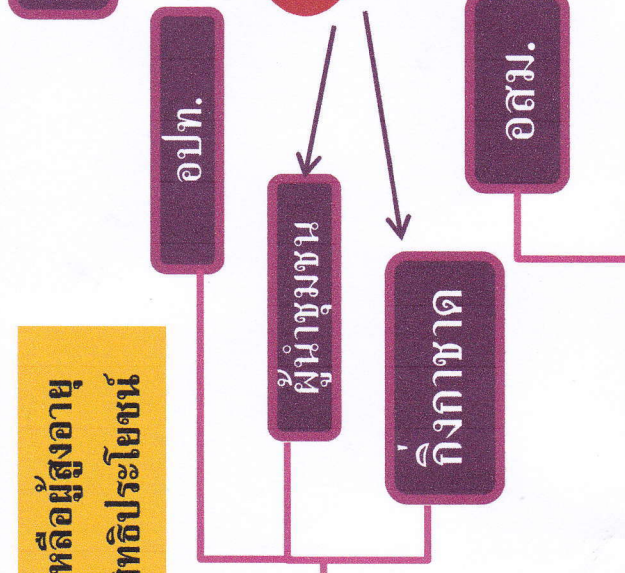 อปท.
ผู้นำชุมชน
กิ่งกาชาด
อสม.
หลือผู้สูงอายุ
ทธิประโยชน์